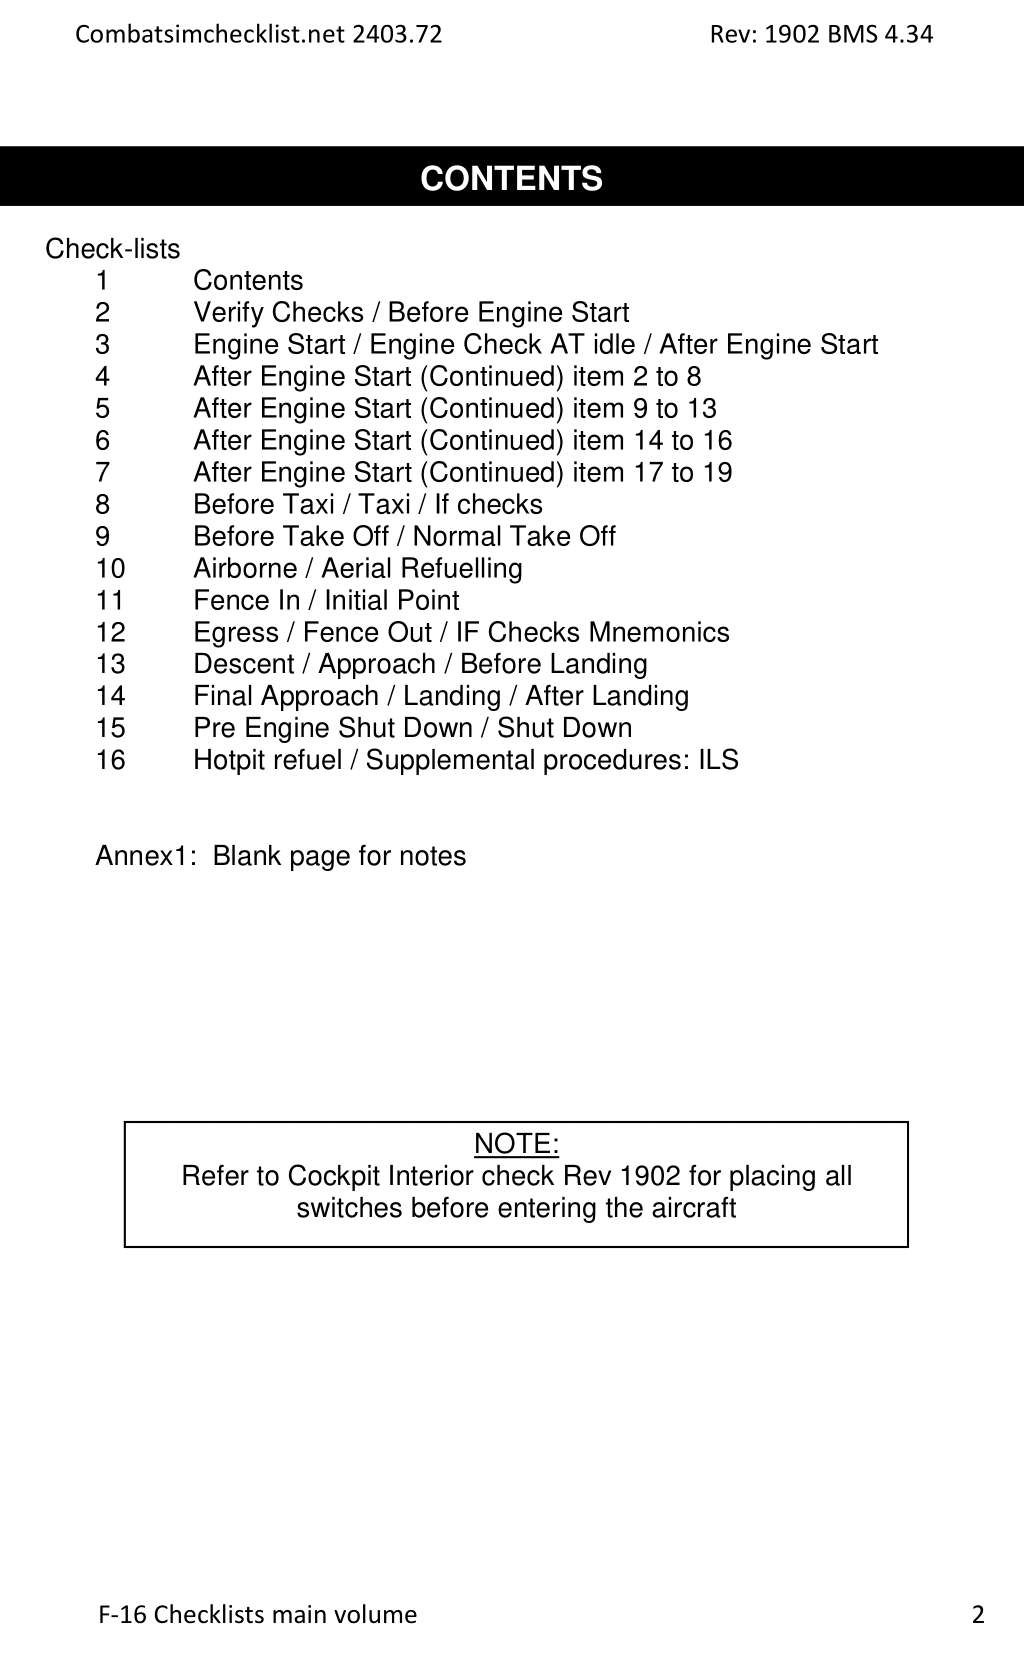 Combatsimchecklist.net 2403.72 Rev: 1902 BMS 4.34
CONTENTS
Check-lists
1 Contents
2 Verify Checks / Before Engine Start
3 Engine Start / Engine Check AT idle / After Engine Start
4 After Engine Start (Continued) item 2 to 8
5 After Engine Start (Continued) item 9 to 13
6 After Engine Start (Continued) item 14 to 16
7 After Engine Start (Continued) item 17 to 19
8 Before Taxi / Taxi / If checks
9 Before Take Off / Normal Take Off
10 Airborne / Aerial Refuelling
11 Fence In / Initial Point
12 Egress / Fence Out / IF Checks Mnemonics
13 Descent / Approach / Before Landing
14 Final Approach / Landing / After Landing
15 Pre Engine Shut Down / Shut Down
16 Hotpit refuel / Supplemental procedures: ILS
Annex1: Blank page for notes
NOTE:
Refer to Cockpit Interior check Rev 1902 for placing all
switches before entering the aircraft
F-16 Checklists main volume 2